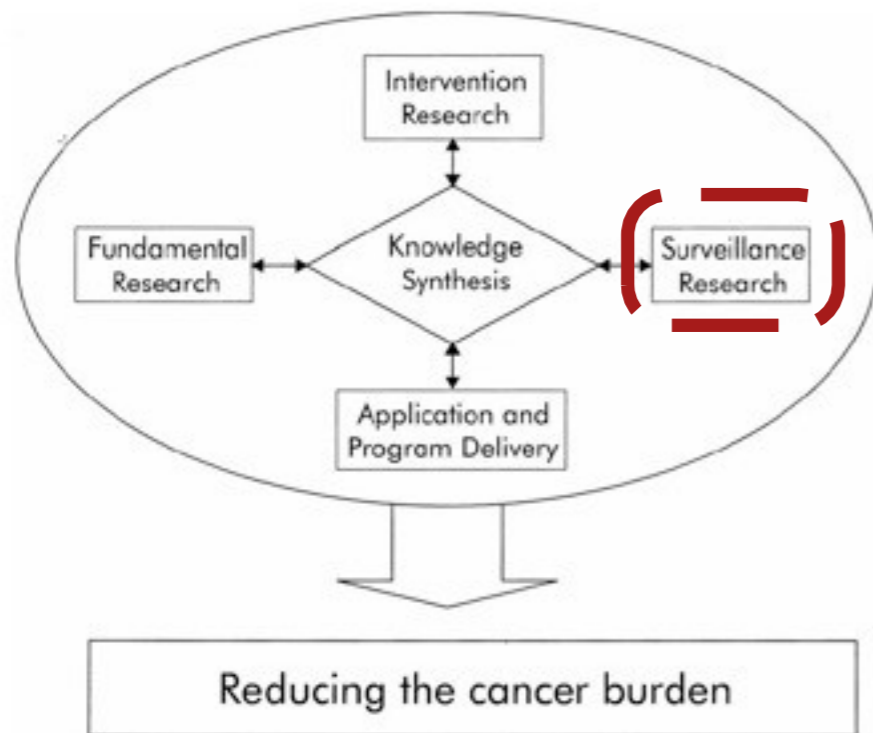 Intervention
Research
Fundamental
Research
Knowledge
Synthesis
Surveillance
Research
Application and
Program Delivery
Reducing the cancer burden